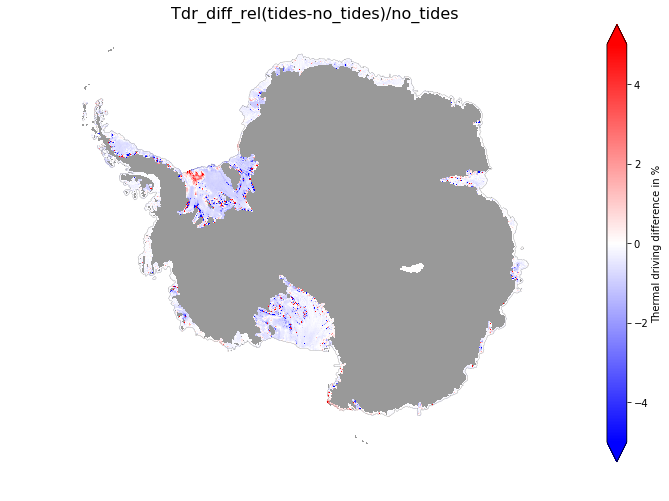 Tdr_diff_rel(tides-no_tides)/no_tides
4
2
0
−2
−4
Thermal driving difference in %